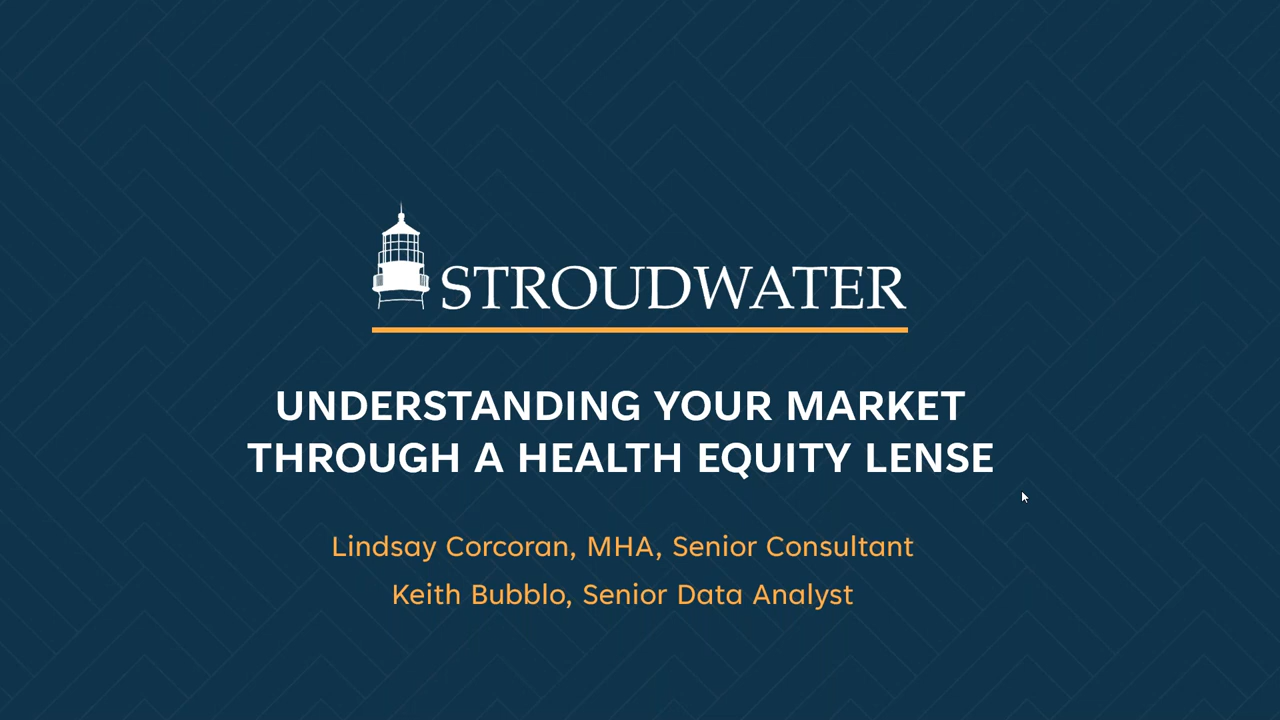 STROUDWATER
UNDERSTANDING YOUR MARKET
THROUGH A HEALTH EQUITY LENSE
Lindsay Corcoran, MHA, Senior Consultant
Keith Bubblo, Senior Data Analyst